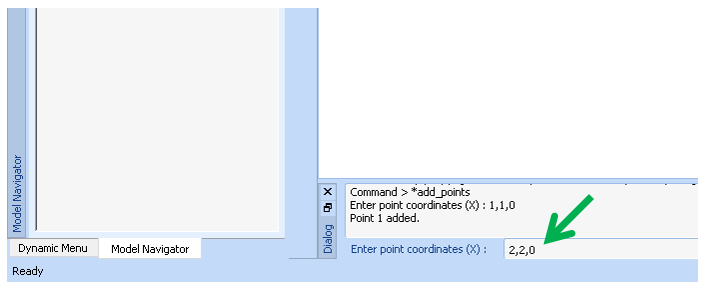 Model Navigator
Dynamic Menu
Model Navigator
Ready
Dialog
Command > *add_points
Enter point coordinates (X) : 1,1,0
Point 1 added.
Enter point coordinates (X) :
2,2,0